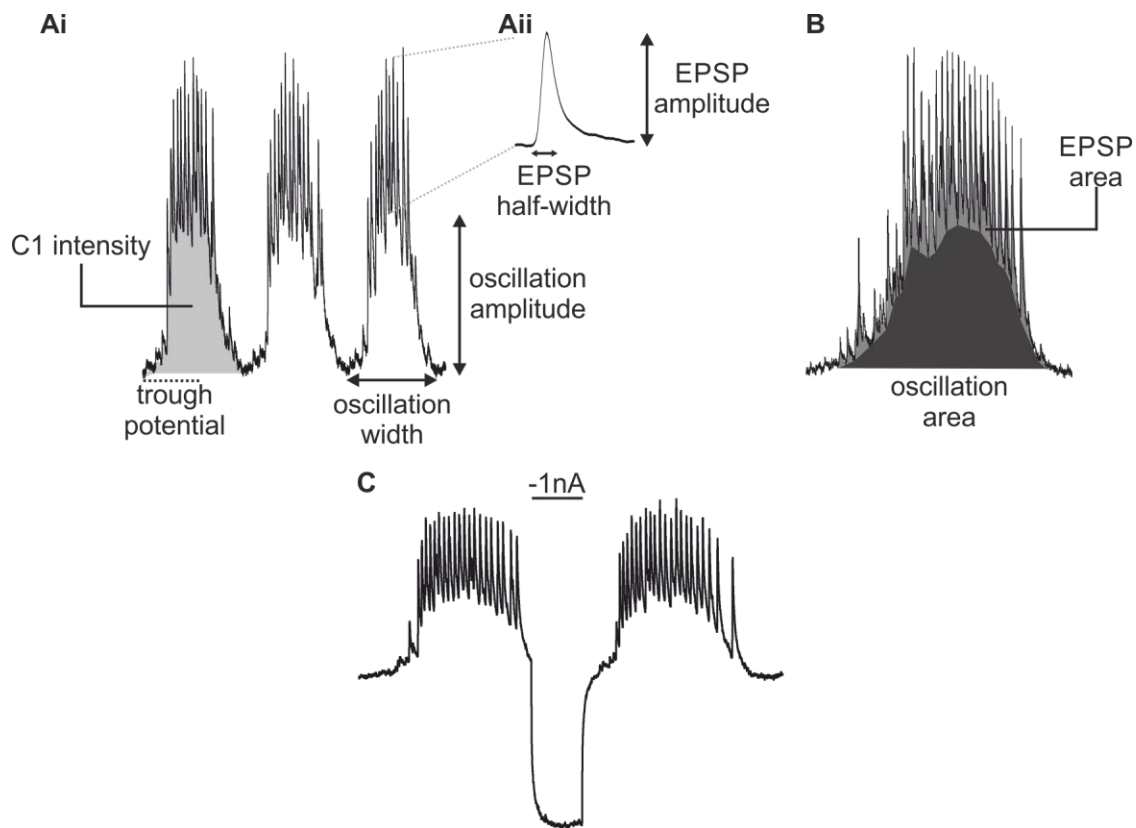 Ai
Aii
B
EPSP
amplitude
EPSP
half-width
EPSP
area
C1 intensity
oscillation
amplitude
trough
potential
oscillation
width
oscillation
area
C
-1nA